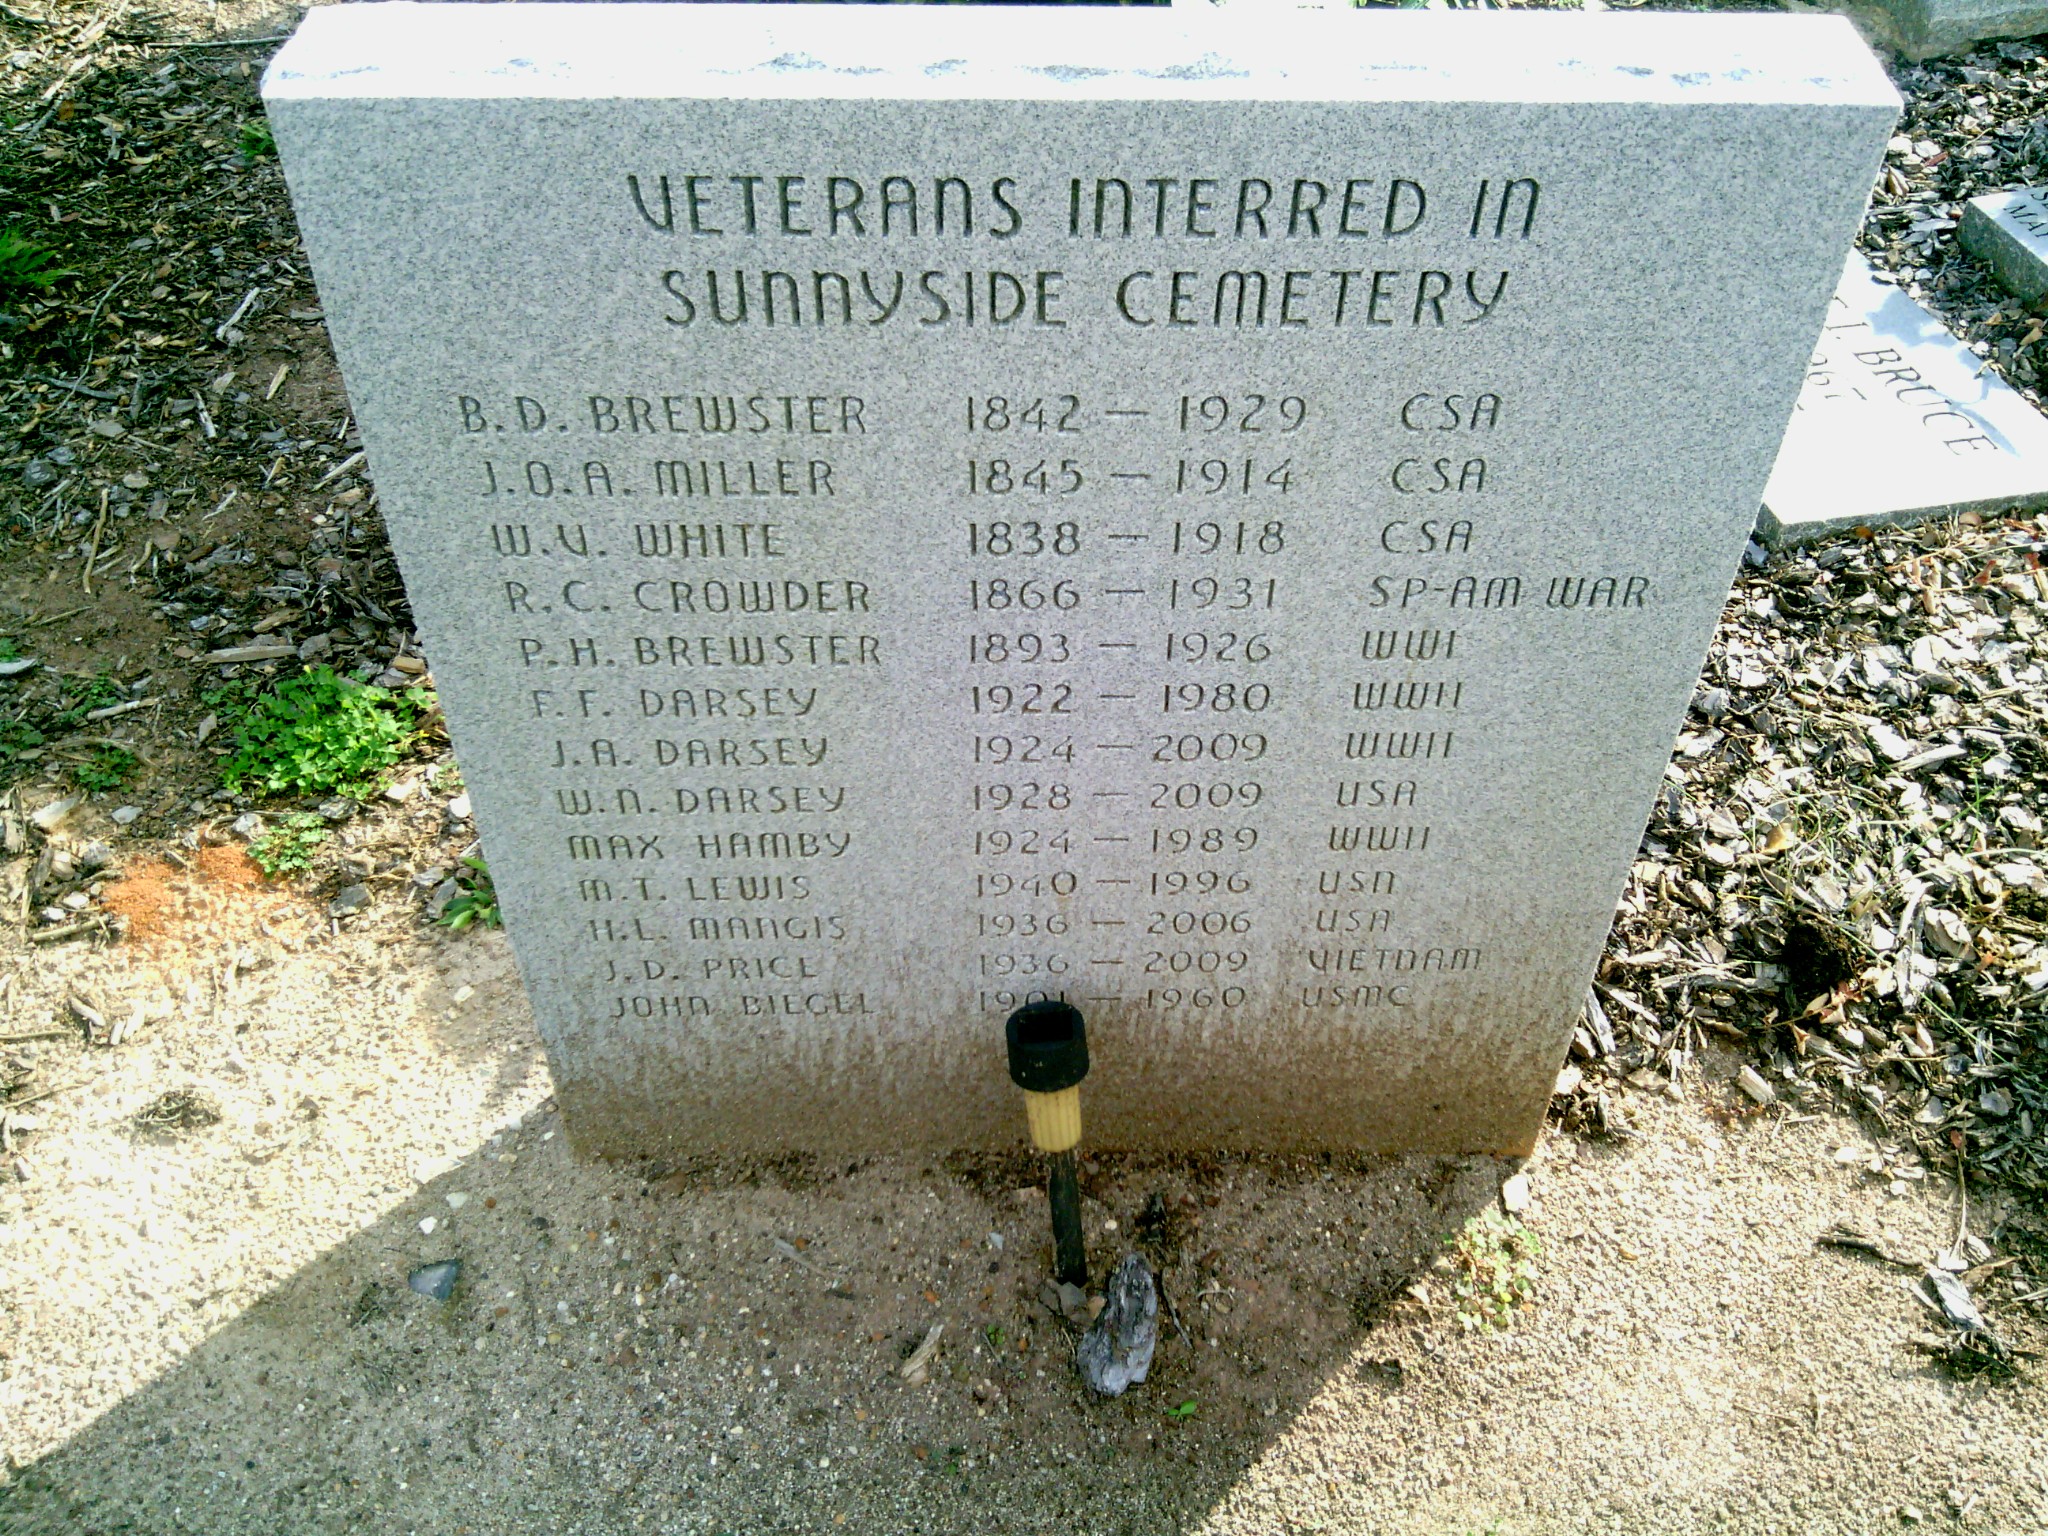 VETERANS INTERRED IN
SUNNYSIDE CEMETERY
B.D. BREWSTER 1842 — 1929 CSA
J.O.A. MILLER 1845 — 1914 CSA
W.V. WHITE 1838 — 1918 CSA
R.C. CROWDER 1866 — 1931 SP-AM WAR
P.H. BREWSTER 1893 — 1926 WWI
F.F. DARSEY 1922 — 1980 WWII
J.A. DARSEY 1924 — 2009 WWII
W.N. DARSEY 1928 — 2009 USA
MAX HAMBY 1924 — 1989 WWII
M.T. LEWIS 1940 — 1996 USN
H.L. MANGIS 1936 — 2006 USA
J.D. PRICE 1936 — 2009 VIETNAM
JOHN BIEGEL 1901 — 1960 USMC
BRUCE